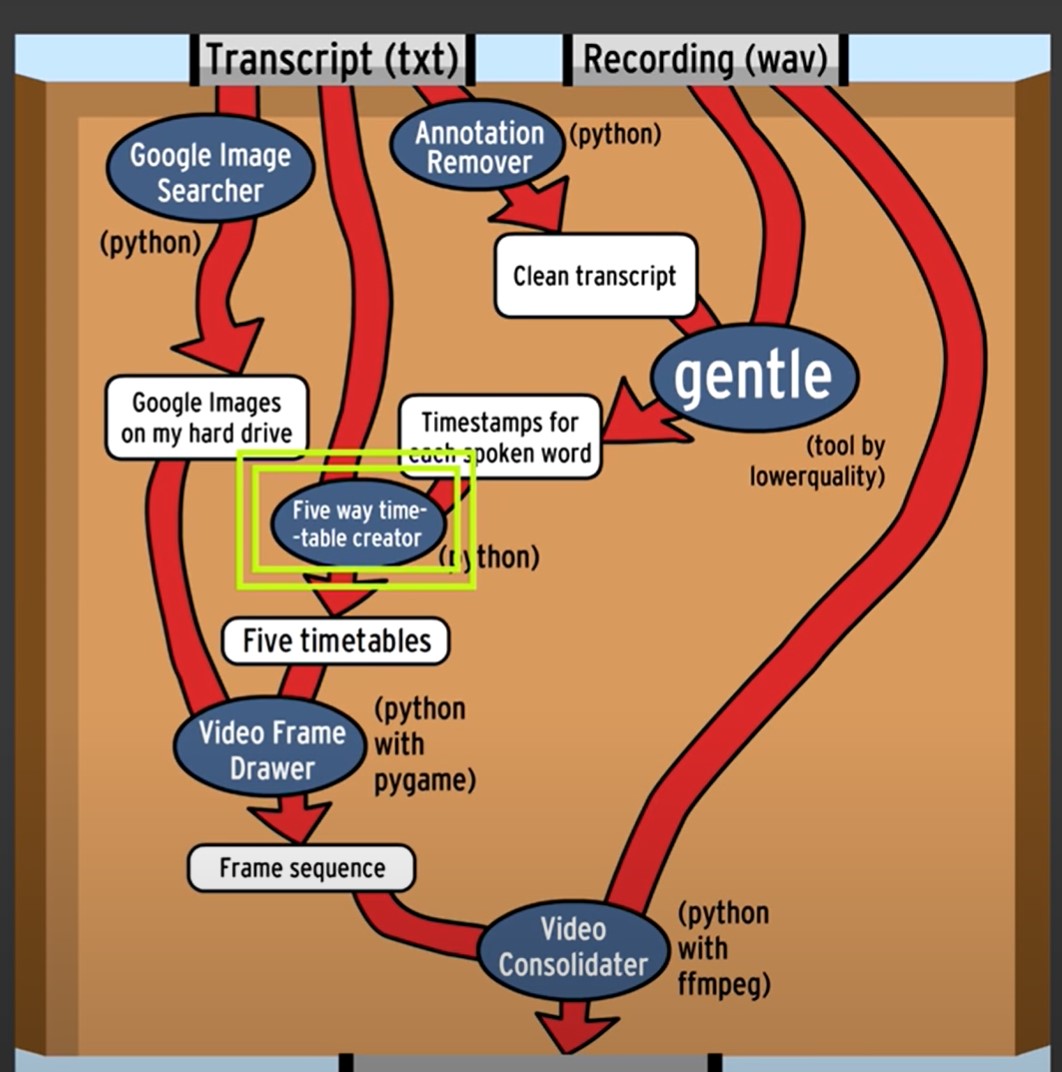 Transcript (txt)
Recording (wav)
Google Image
Searcher
(python)
Annotation
Remover
(python)
Clean transcript
gentle
(tool by
lowerquality)
Google Images
on my hard drive
Timestamps for
each spoken word
Five way time-
-table creator
(python)
Five timetables
Video Frame
Drawer
(python
with
pygame)
Frame sequence
Video
Consolidater
(python
with
ffmpeg)